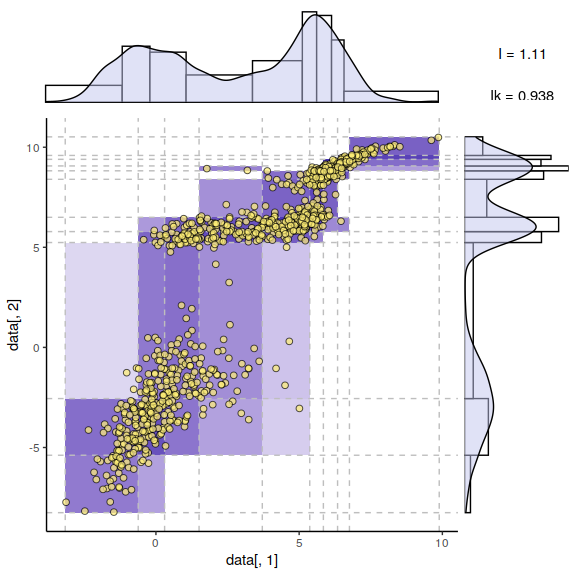 I = 1.11
Ik = 0.938
10
5
0
-5
data[, 2]
0
5
10
data[, 1]